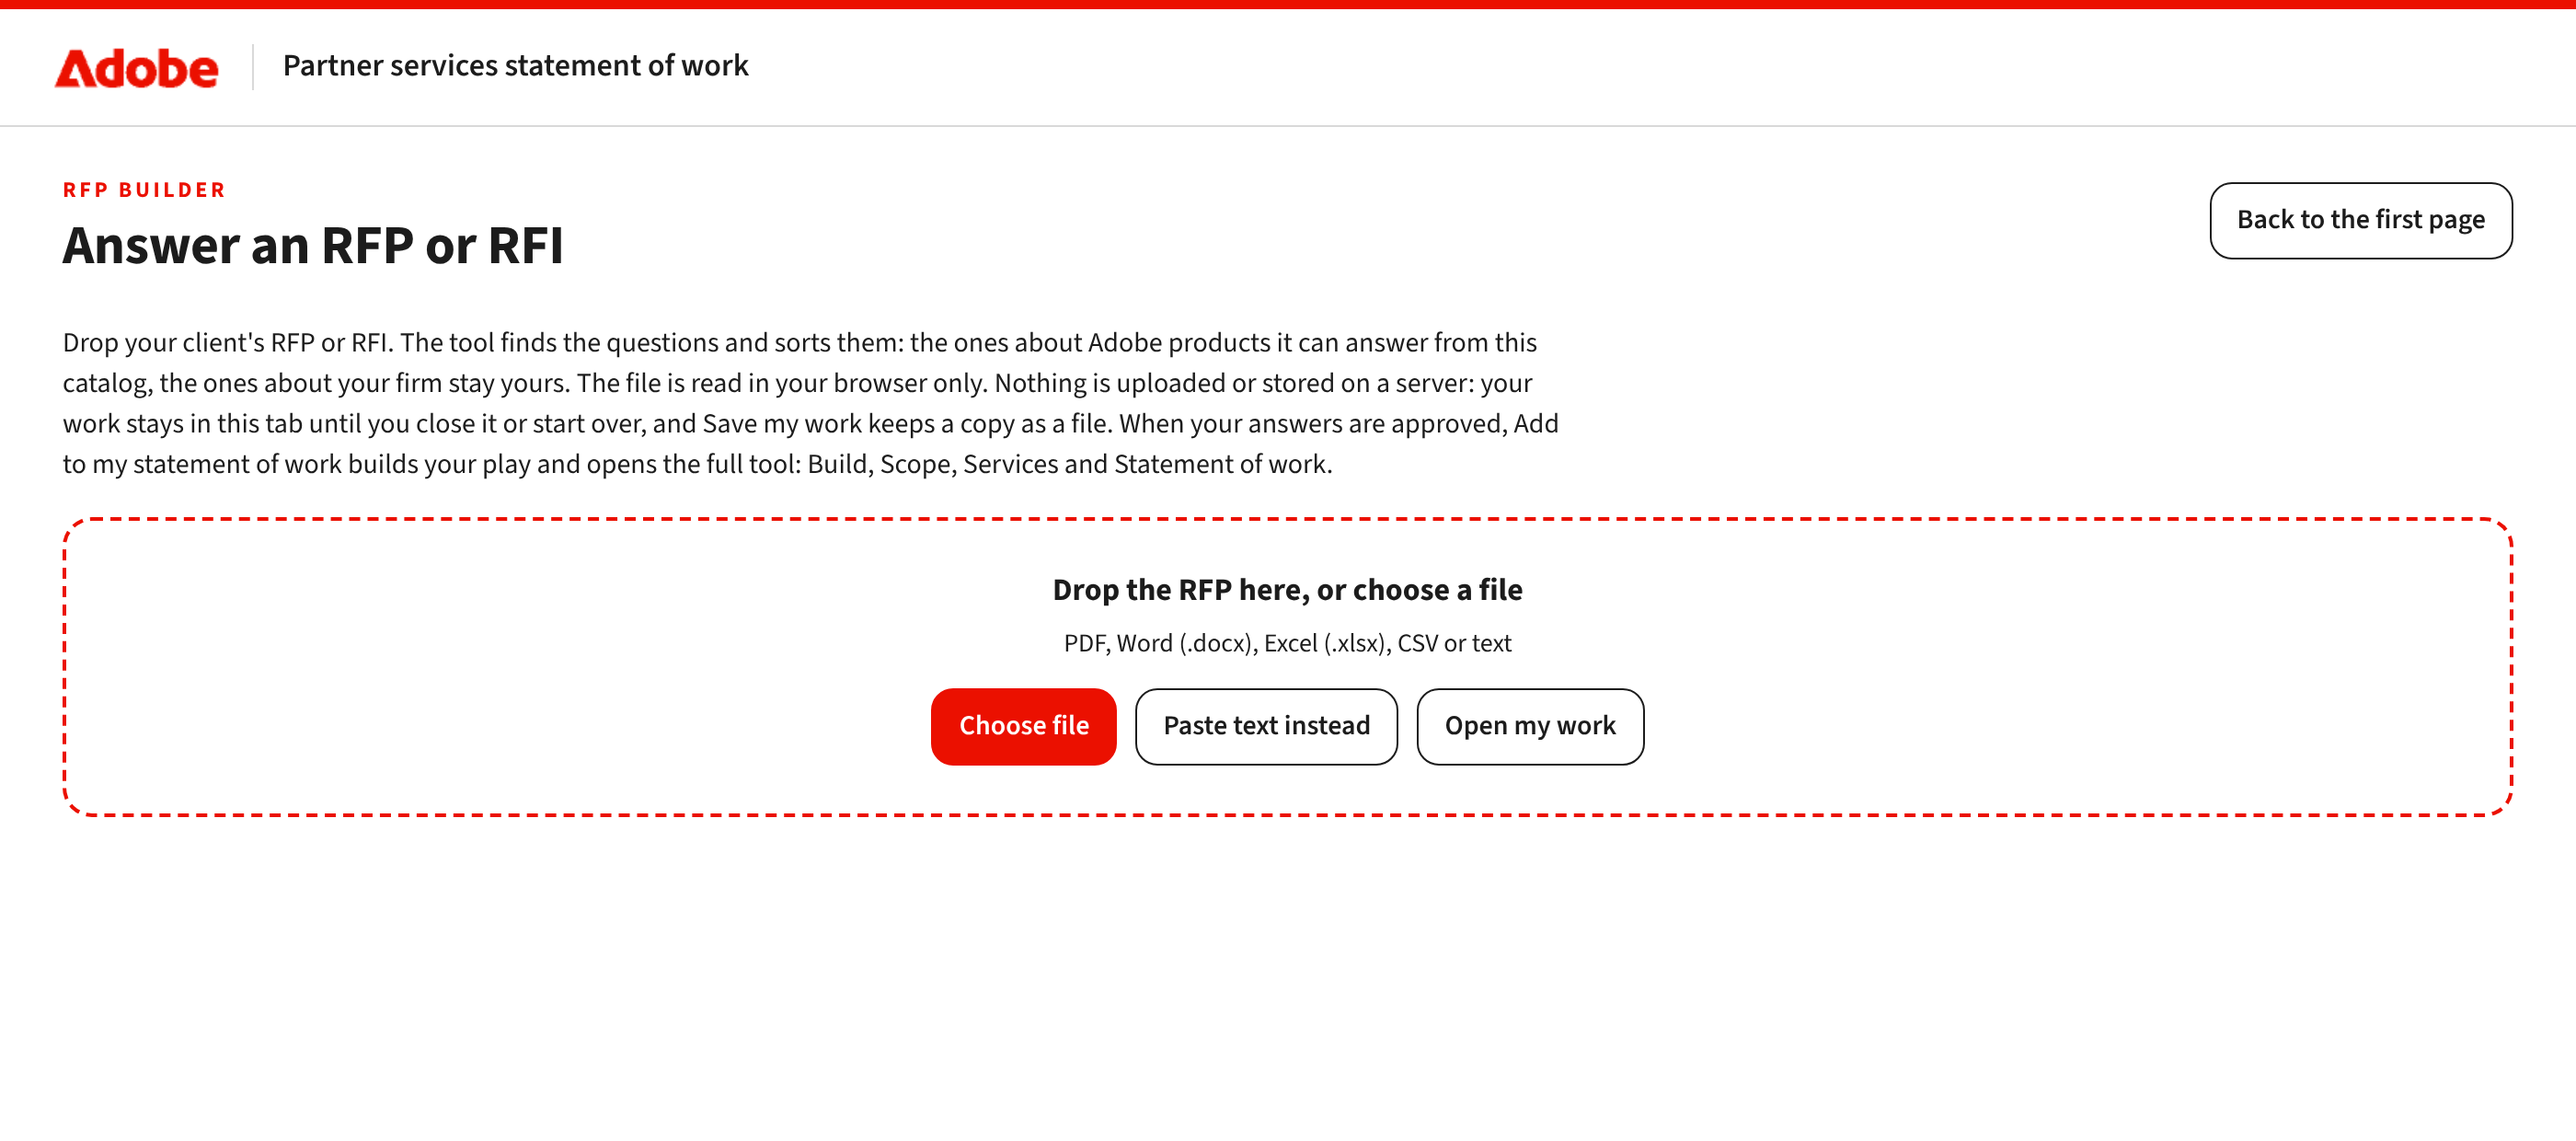 Adobe
Partner services statement of work
RFP BUILDER
Answer an RFP or RFI
Back to the first page
Drop your client's RFP or RFI. The tool finds the questions and sorts them: the ones about Adobe products it can answer from this
catalog, the ones about your firm stay yours. The file is read in your browser only. Nothing is uploaded or stored on a server: your
work stays in this tab until you close it or start over, and Save my work keeps a copy as a file. When your answers are approved, Add
to my statement of work builds your play and opens the full tool: Build, Scope, Services and Statement of work.
Drop the RFP here, or choose a file
PDF, Word (.docx), Excel (.xlsx), CSV or text
Choose file
Paste text instead
Open my work